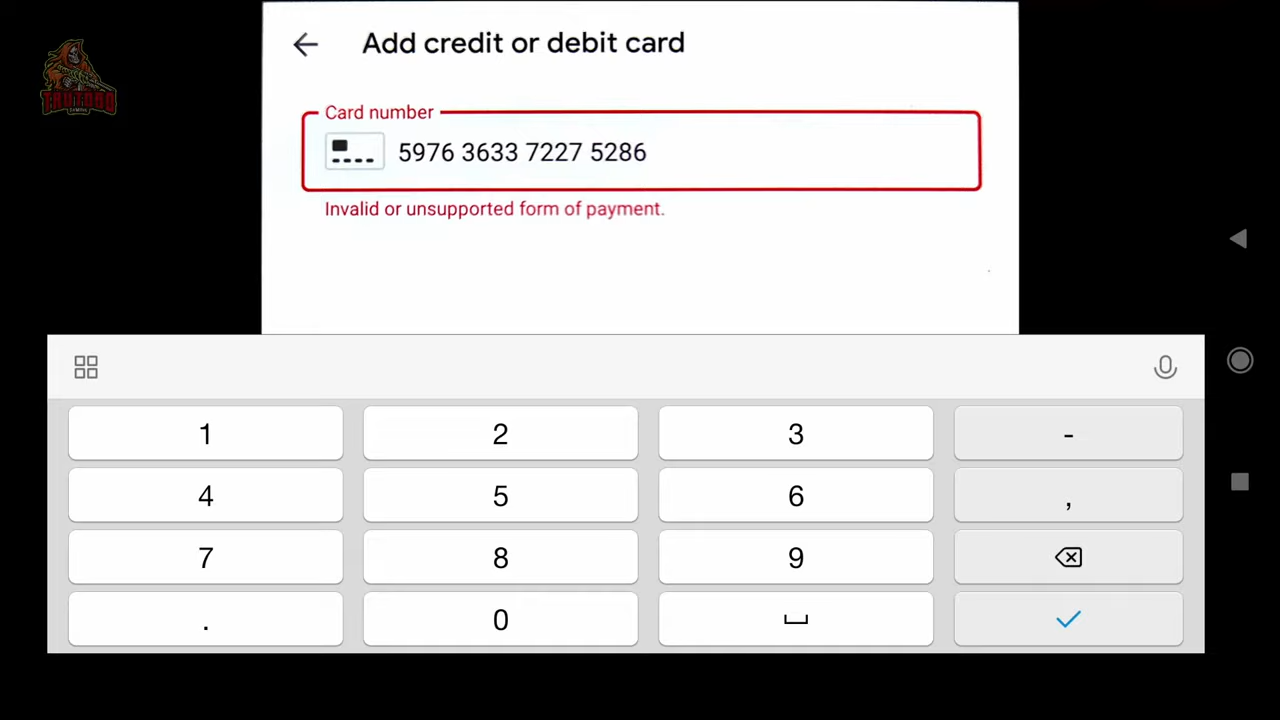 Add credit or debit card
Card number
5976 3633 7227 5286
Invalid or unsupported form of payment.
1 2 3 -
4 5 6 ,
7 8 9
. 0